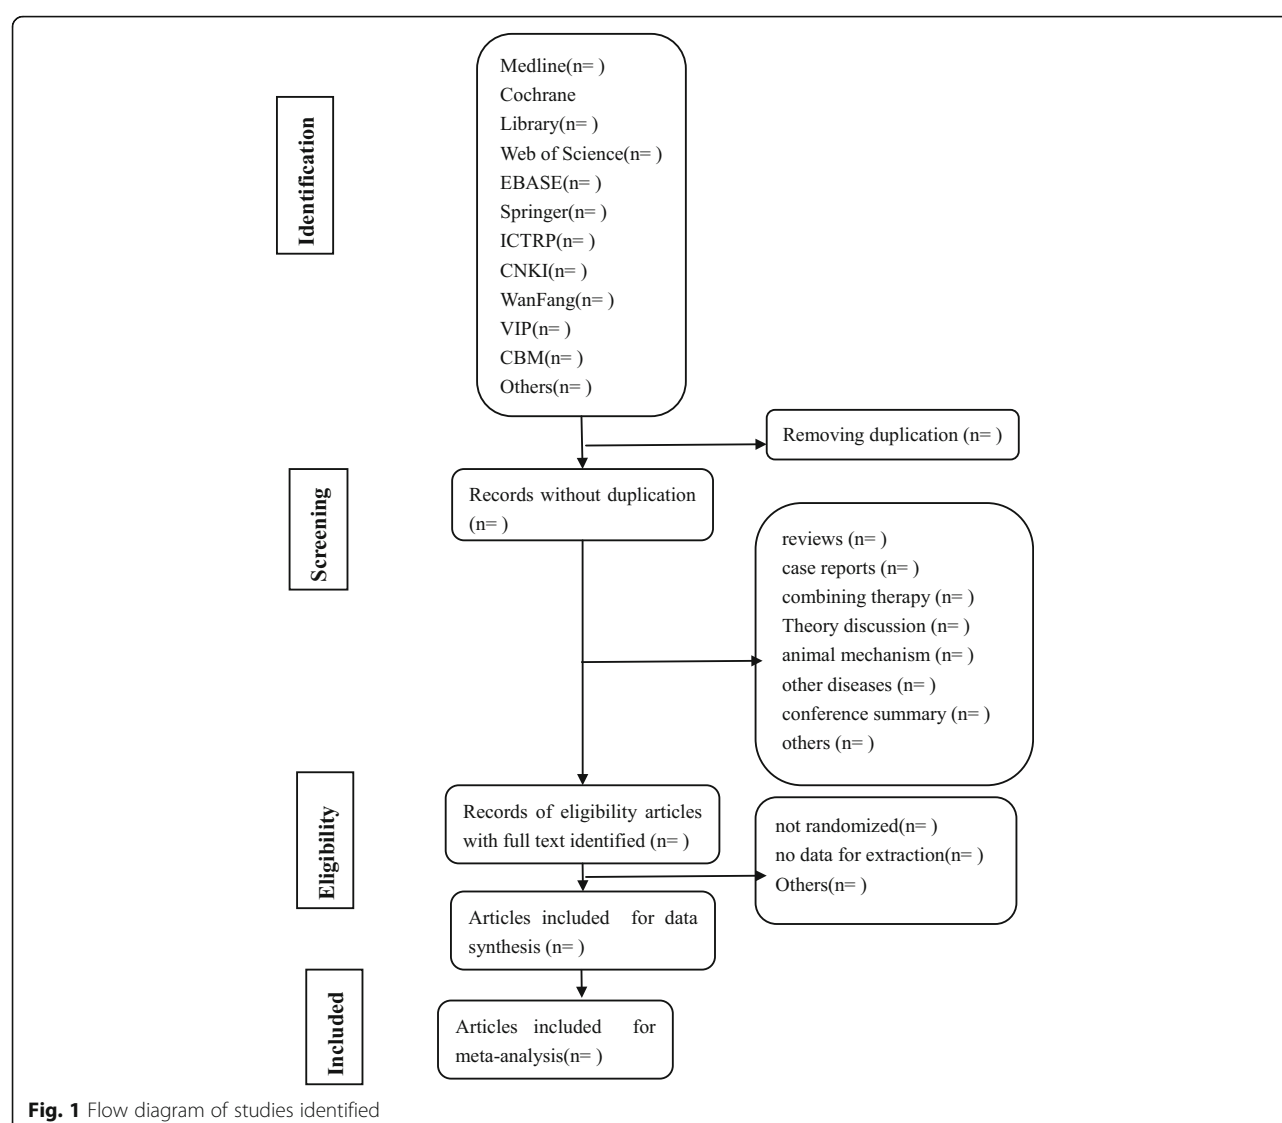 Identification
Medline(n= )
Cochrane
Library(n= )
Web of Science(n= )
EBASE(n= )
Springer(n= )
ICTRP(n= )
CNKI(n= )
WanFang(n= )
VIP(n= )
CBM(n= )
Others(n= )
Removing duplication (n= )
Screening
Records without duplication
(n= )
reviews (n= )
case reports (n= )
combining therapy (n= )
Theory discussion (n= )
animal mechanism (n= )
other diseases (n= )
conference summary (n= )
others (n= )
Eligibility
Records of eligibility articles
with full text identified (n= )
not randomized(n= )
no data for extraction(n= )
Others(n= )
Articles included for data
synthesis (n= )
Included
Articles included for
meta-analysis(n= )
Fig. 1 Flow diagram of studies identified